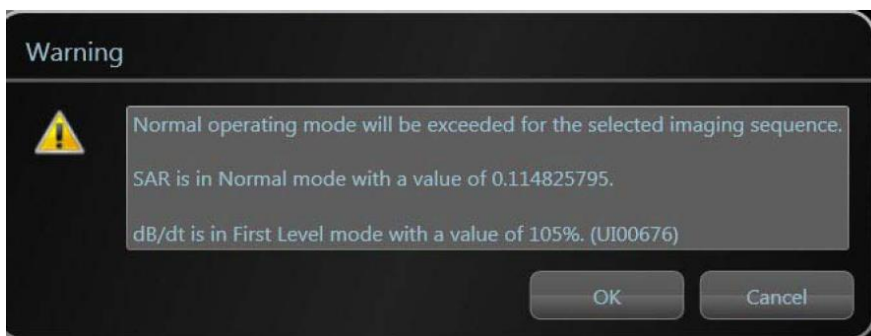 Warning
Normal operating mode will be exceeded for the selected imaging sequence.
SAR is in Normal mode with a value of 0.114825795.
dB/dt is in First Level mode with a value of 105%. (UI00676)
OK
Cancel